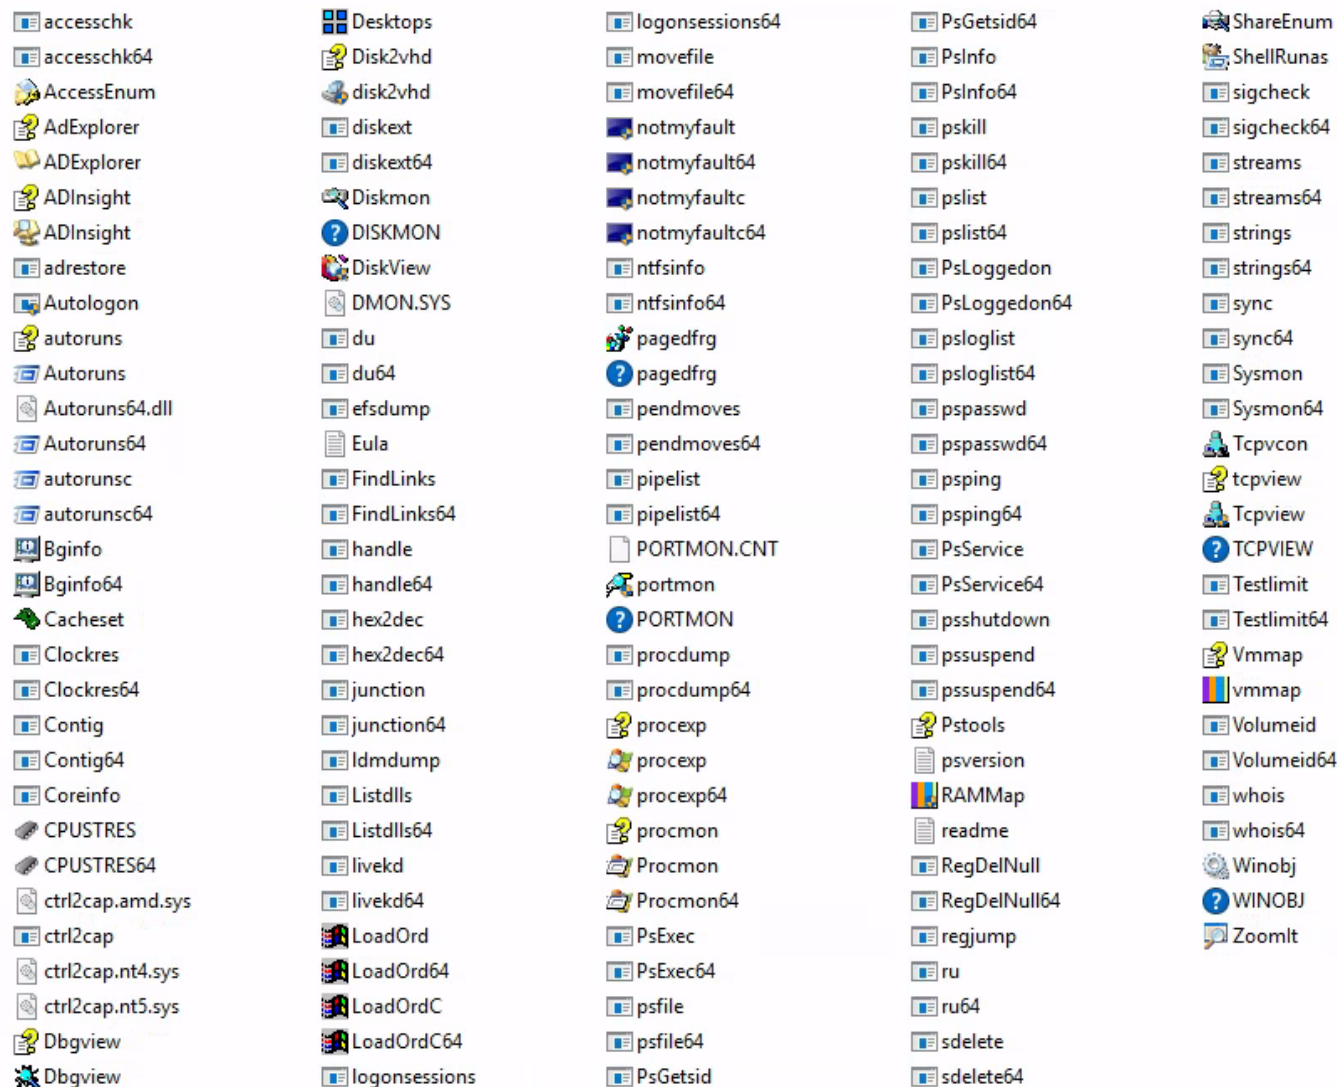 accesschk
accesschk64
AccessEnum
AdExplorer
ADExplorer
ADInsight
ADInsight
adrestore
Autologon
autoruns
Autoruns
Autoruns64.dll
Autoruns64
autorunsc
autorunsc64
Bginfo
Bginfo64
Cacheset
Clockres
Clockres64
Contig
Contig64
Coreinfo
CPUSTRES
CPUSTRES64
ctrl2cap.amd.sys
ctrl2cap
ctrl2cap.nt4.sys
ctrl2cap.nt5.sys
Dbgview
Dbgview
Desktops
Disk2vhd
disk2vhd
diskext
diskext64
Diskmon
DISKMON
DiskView
DMON.SYS
du
du64
efsdump
Eula
FindLinks
FindLinks64
handle
handle64
hex2dec
hex2dec64
junction
junction64
ldmdump
Listdlls
Listdlls64
livekd
livekd64
LoadOrd
LoadOrd64
LoadOrdC
LoadOrdC64
logonsessions
logonsessions64
movefile
movefile64
notmyfault
notmyfault64
notmyfaultc
notmyfaultc64
ntfsinfo
ntfsinfo64
pagedfrg
pagedfrg
pendmoves
pendmoves64
pipelist
pipelist64
PORTMON.CNT
portmon
PORTMON
procdump
procdump64
procexp
procexp
procexp64
procmon
Procmon
Procmon64
PsExec
PsExec64
psfile
psfile64
PsGetsid
PsGetsid64
PsInfo
PsInfo64
pskill
pskill64
pslist
pslist64
PsLoggedon
PsLoggedon64
psloglist
psloglist64
pspasswd
pspasswd64
psping
psping64
PsService
PsService64
psshutdown
pssuspend
pssuspend64
Pstools
psversion
RAMMap
readme
RegDelNull
RegDelNull64
regjump
ru
ru64
sdelete
sdelete64
ShareEnum
ShellRunas
sigcheck
sigcheck64
streams
streams64
strings
strings64
sync
sync64
Sysmon
Sysmon64
Tcpvcon
tcpview
Tcpview
TCPVIEW
Testlimit
Testlimit64
Vmmap
vmmap
Volumeid
Volumeid64
whois
whois64
Winobj
WINOBJ
ZoomIt